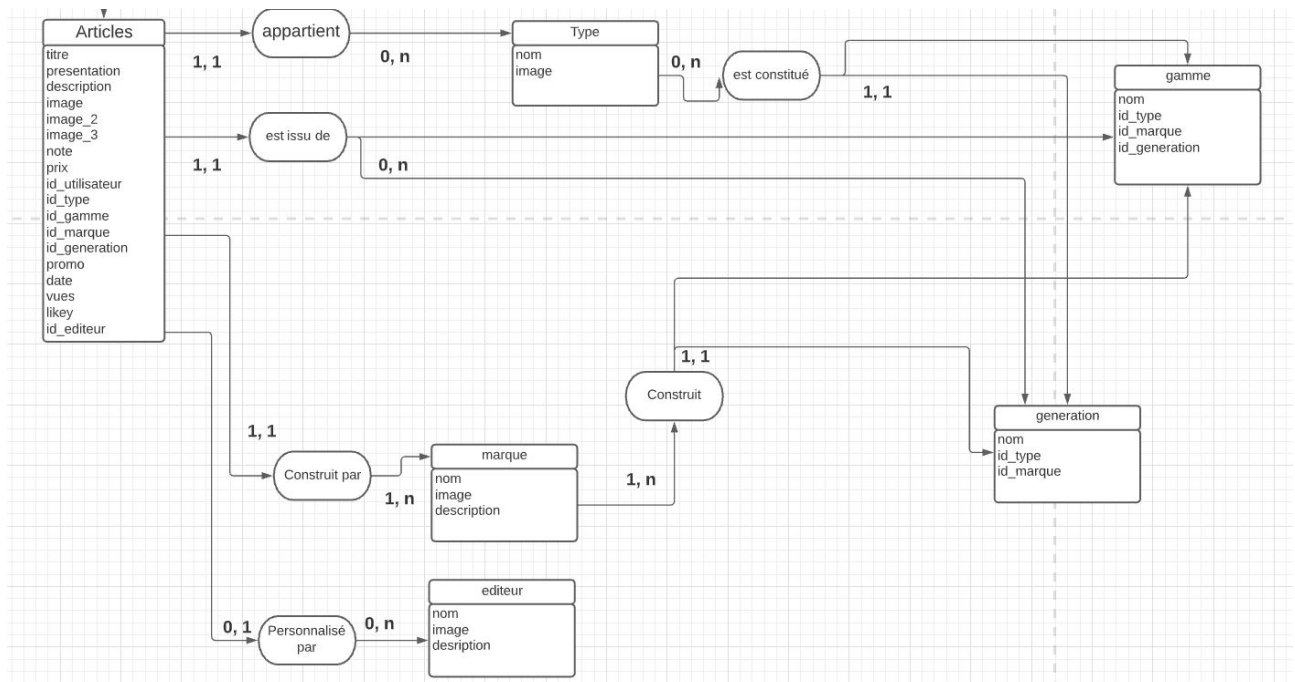 Articles
titre
presentation
description
image
image_2
image_3
note
prix
id_utilisateur
id_type
id_gamme
id_marque
id_generation
promo
date
vues
likey
id_editeur
appartient
1, 1
0, n
Type
nom
image
0, n
est constitué
1, 1
gamme
nom
id_type
id_marque
id_generation
est issu de
1, 1
0, n
1, 1
Construit
1, n
generation
nom
id_type
id_marque
1, 1
Construit par
1, n
marque
nom
image
description
0, 1
Personnalisé
par
0, n
editeur
nom
image
desription